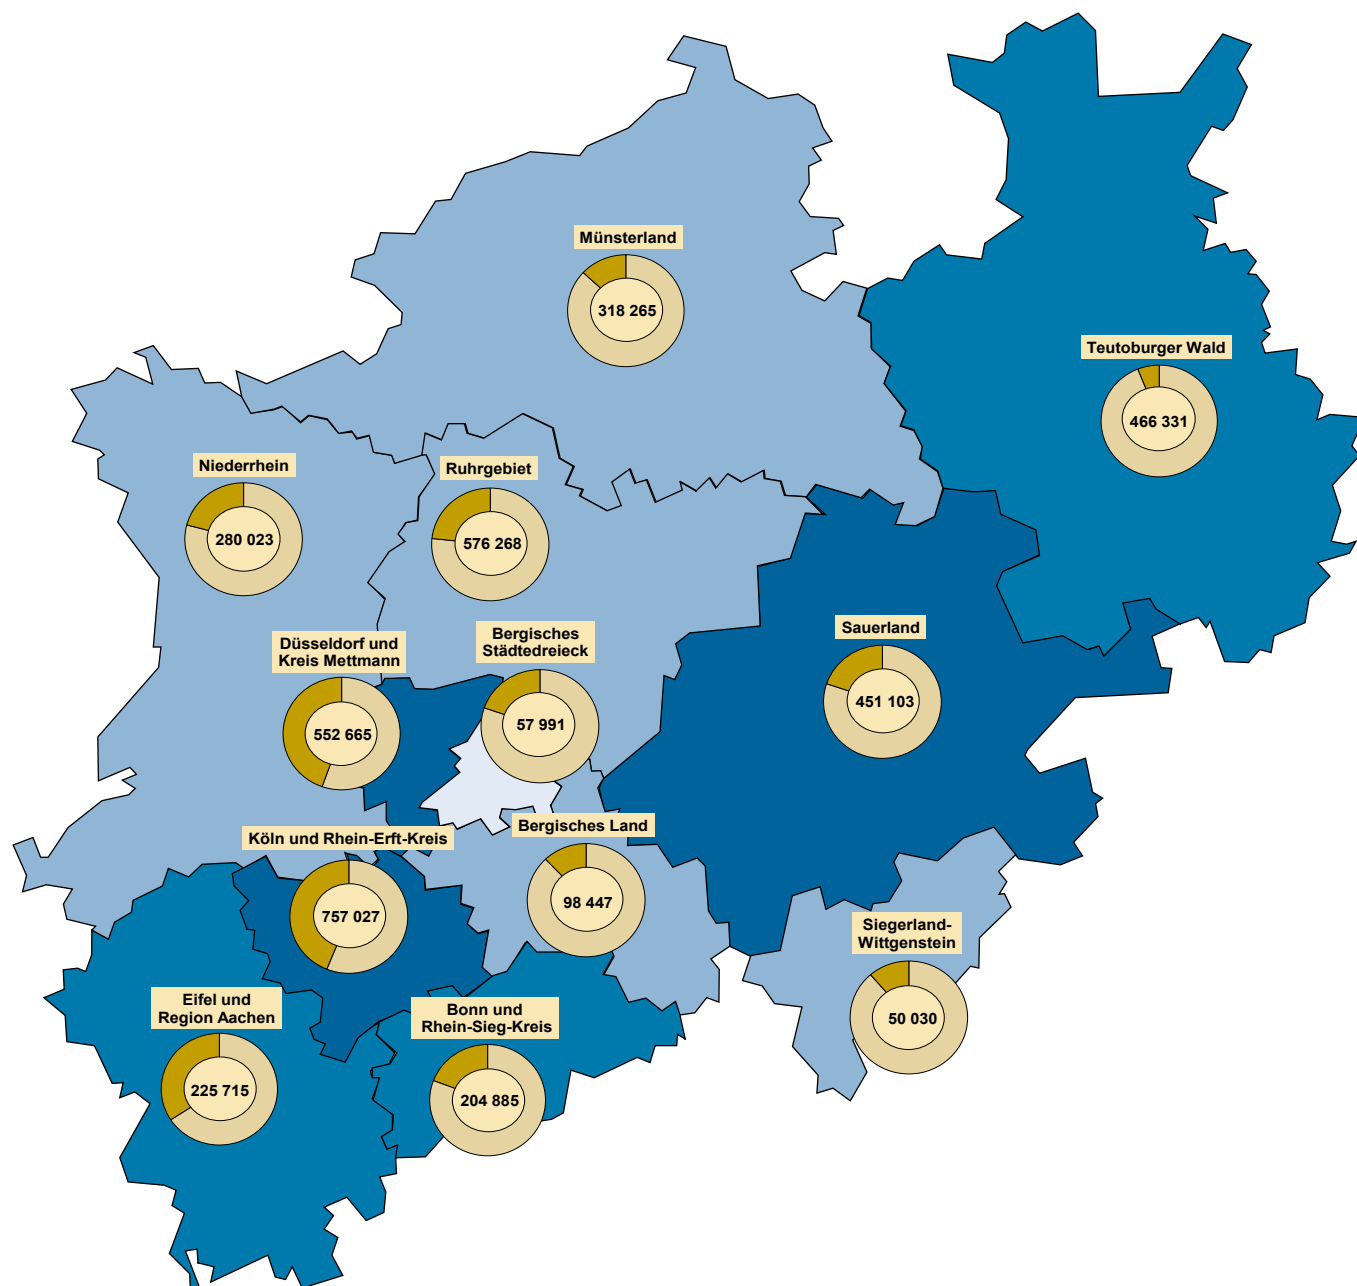 Münsterland
318 265
Teutoburger Wald
466 331
Niederrhein
280 023
Ruhrgebiet
576 268
Düsseldorf und
Kreis Mettmann
552 665
Bergisches
Städtedreieck
57 991
Sauerland
451 103
Köln und Rhein-Erft-Kreis
757 027
Bergisches Land
98 447
Siegerland-
Wittgenstein
50 030
Eifel und
Region Aachen
225 715
Bonn und
Rhein-Sieg-Kreis
204 885